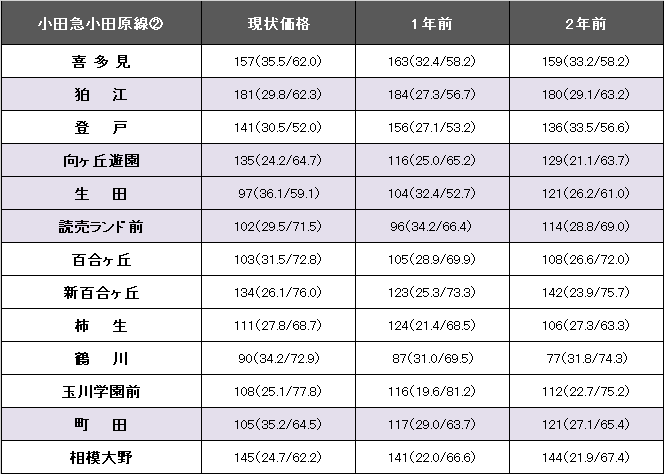 小田急小田原線② 現状価格 1年前 2年前
喜多見 157(35.5/62.0) 163(32.4/58.2) 159(33.2/58.2)
狛江 181(29.8/62.3) 184(27.3/56.7) 180(29.1/63.2)
登戸 141(30.5/52.0) 156(27.1/53.2) 136(33.5/56.6)
向ヶ丘遊園 135(24.2/64.7) 116(25.0/65.2) 129(21.1/63.7)
生田 97(36.1/59.1) 104(32.4/52.7) 121(26.2/61.0)
読売ランド前 102(29.5/71.5) 96(34.2/66.4) 114(28.8/69.0)
百合ヶ丘 103(31.5/72.8) 105(28.9/69.9) 108(26.6/72.0)
新百合ヶ丘 134(26.1/76.0) 123(25.3/73.3) 142(23.9/75.7)
柿生 111(27.8/68.7) 124(21.4/68.5) 106(27.3/63.3)
鶴川 90(34.2/72.9) 87(31.0/69.5) 77(31.8/74.3)
玉川学園前 108(25.1/77.8) 116(19.6/81.2) 112(22.7/75.2)
町田 105(35.2/64.5) 117(29.0/63.7) 121(27.1/65.4)
相模大野 145(24.7/62.2) 141(22.0/66.6) 144(21.9/67.4)